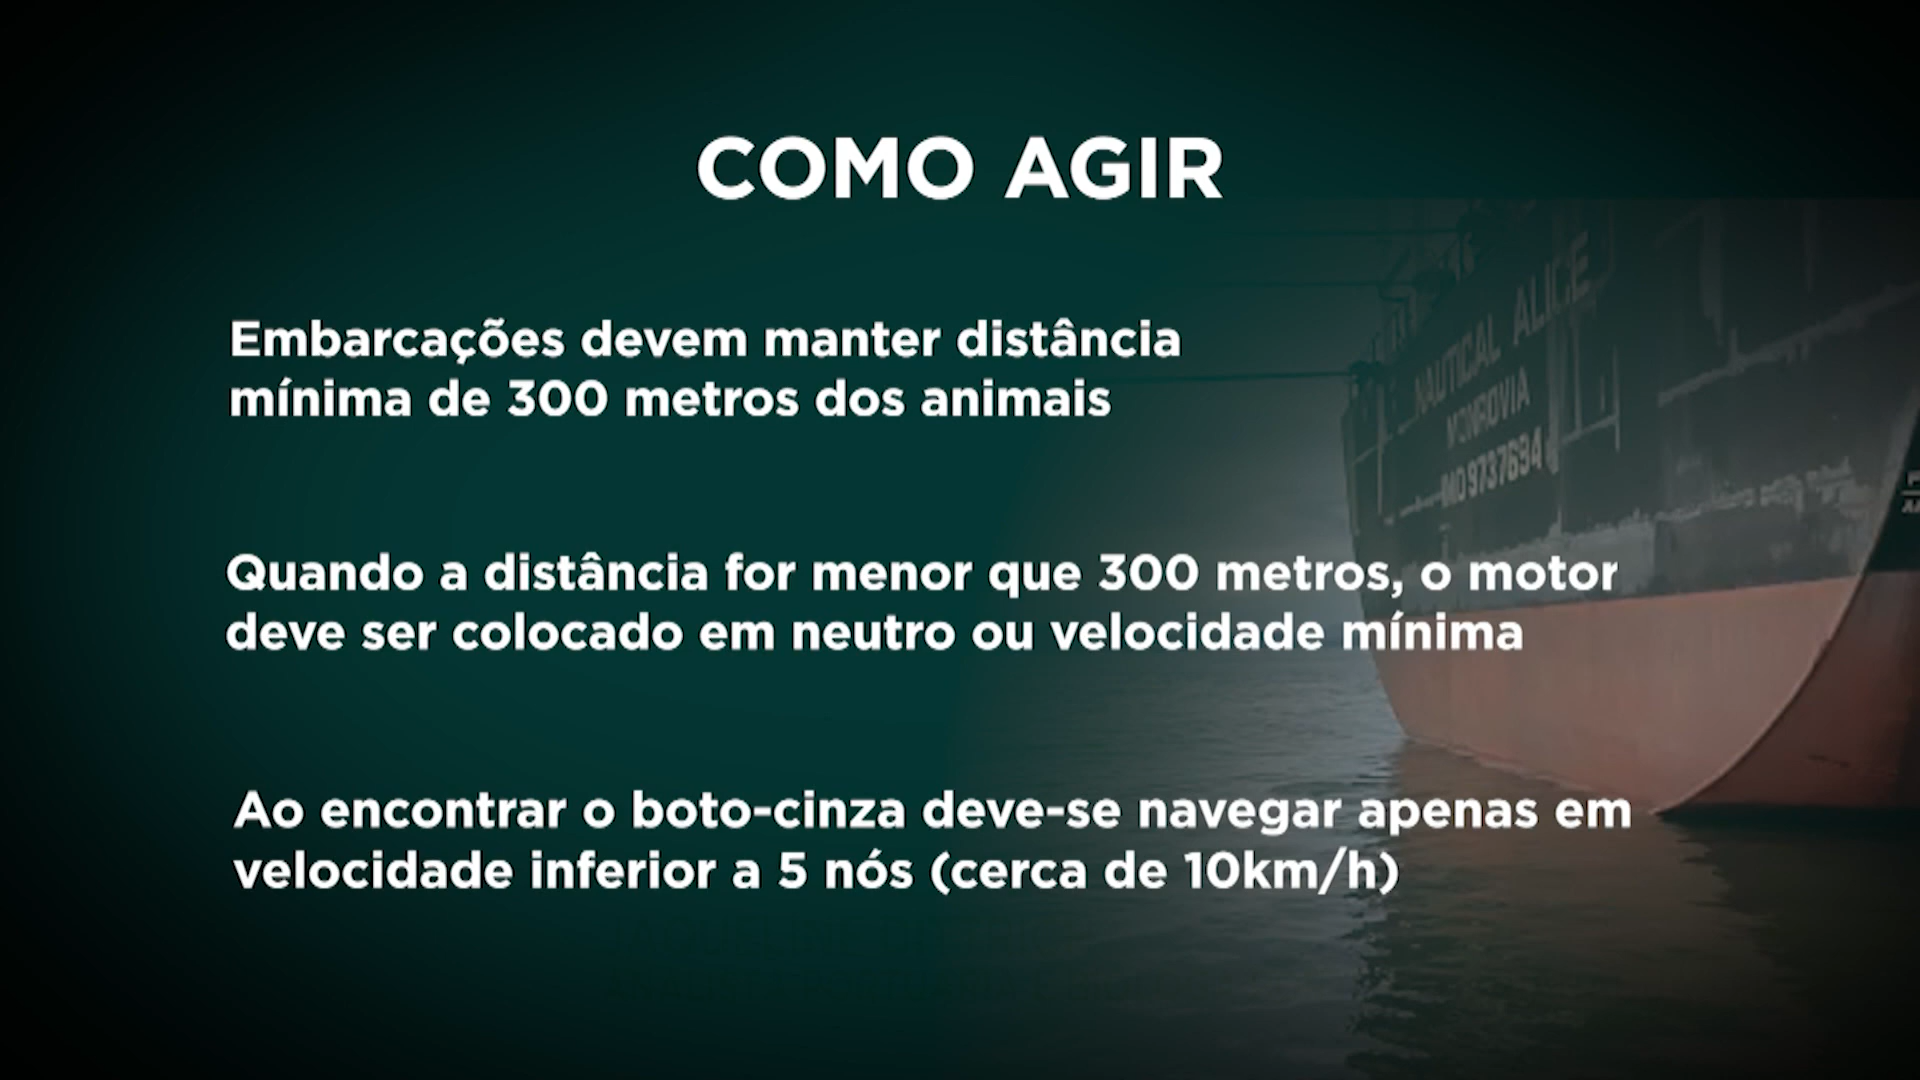 COMO AGIR
Embarcações devem manter distância
mínima de 300 metros dos animais
Quando a distância for menor que 300 metros, o motor
deve ser colocado em neutro ou velocidade mínima
Ao encontrar o boto-cinza deve-se navegar apenas em
velocidade inferior a 5 nós (cerca de 10km/h)
NAUTICAL ALICE
MONROVIA
IMO 9737694